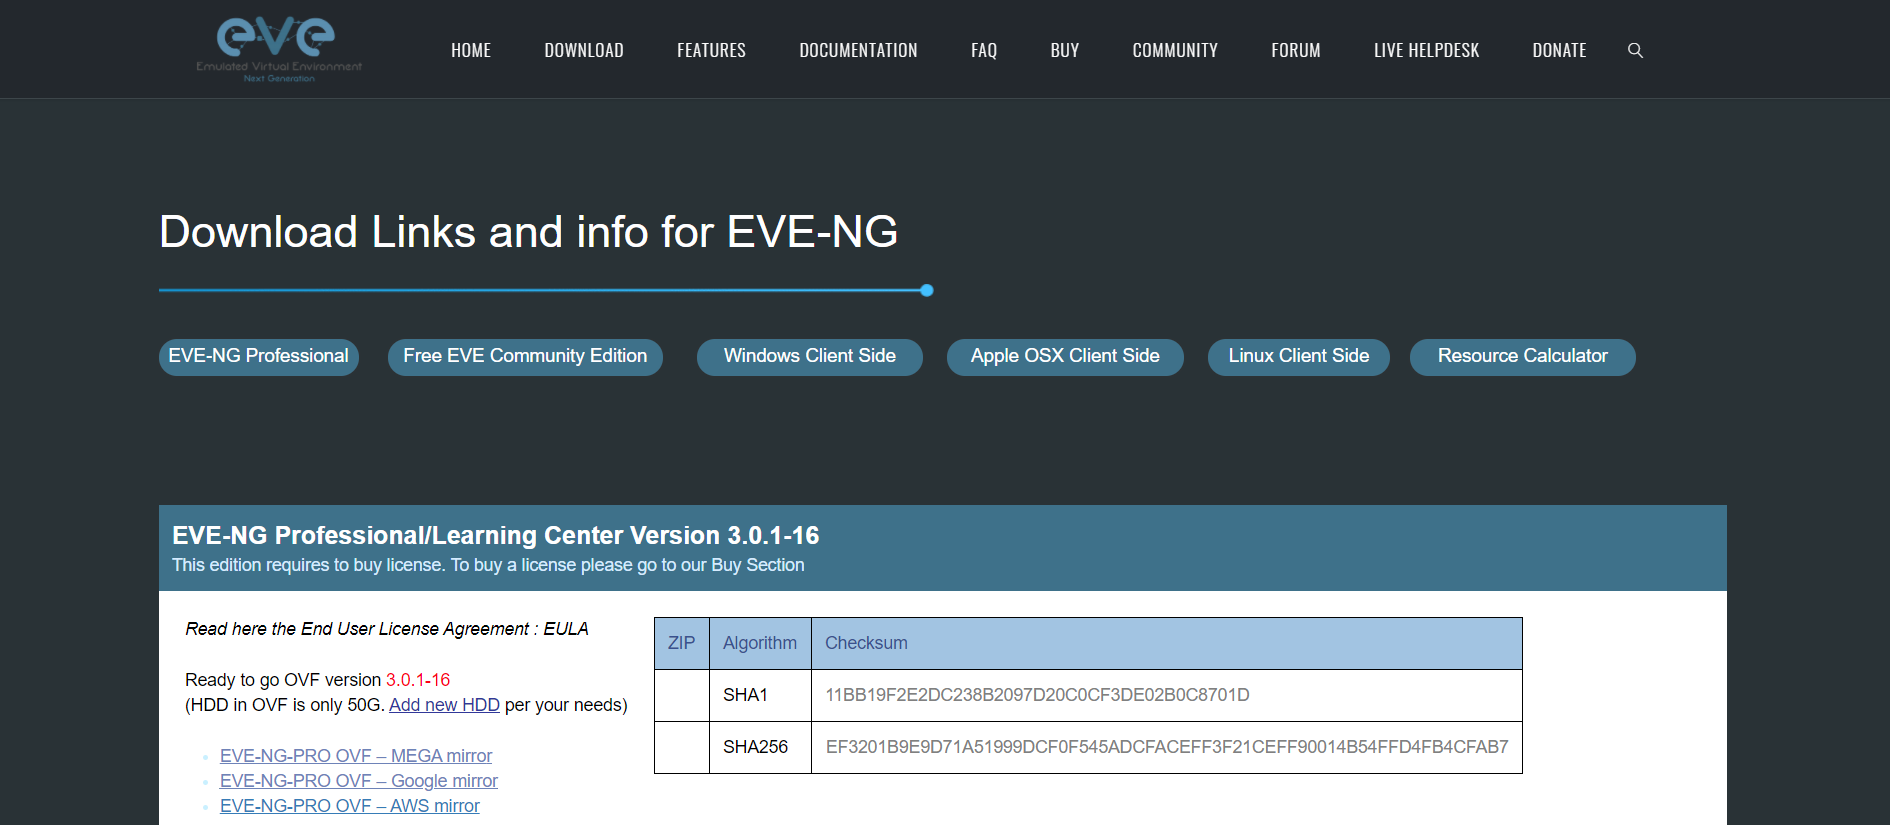 eve
Emulated Virtual Environment
Next Generation
HOME DOWNLOAD FEATURES DOCUMENTATION FAQ BUY COMMUNITY FORUM LIVE HELPDESK DONATE
Download Links and info for EVE-NG
EVE-NG Professional Free EVE Community Edition Windows Client Side Apple OSX Client Side Linux Client Side Resource Calculator
EVE-NG Professional/Learning Center Version 3.0.1-16
This edition requires to buy license. To buy a license please go to our Buy Section
Read here the End User License Agreement : EULA
Ready to go OVF version 3.0.1-16
(HDD in OVF is only 50G. Add new HDD per your needs)
EVE-NG-PRO OVF – MEGA mirror
EVE-NG-PRO OVF – Google mirror
EVE-NG-PRO OVF – AWS mirror
ZIP Algorithm Checksum
SHA1 11BB19F2E2DC238B2097D20C0CF3DE02B0C8701D
SHA256 EF3201B9E9D71A51999DCF0F545ADCFACEFF3F21CEFF90014B54FFD4FB4CFAB7